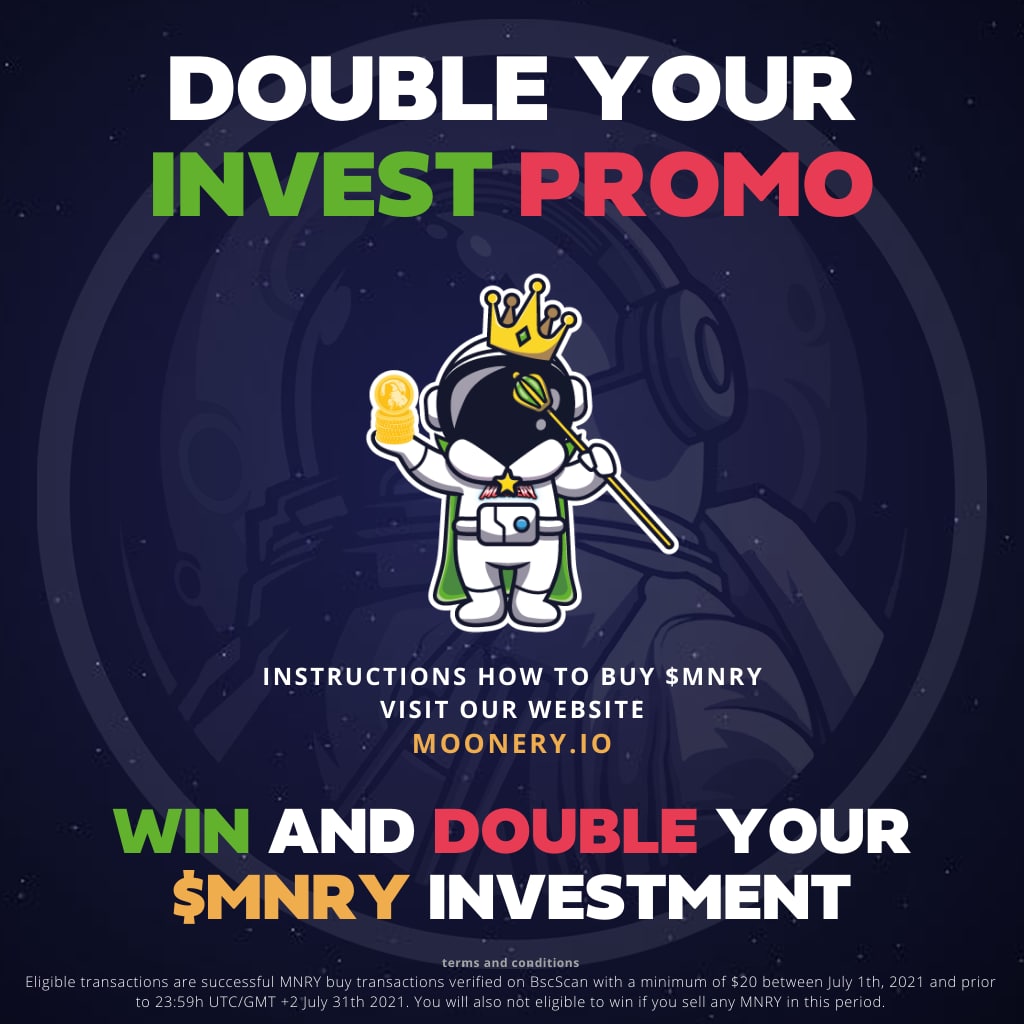 DOUBLE YOUR
INVEST PROMO
INSTRUCTIONS HOW TO BUY $MNRY
VISIT OUR WEBSITE
MOONERY.IO
WIN AND DOUBLE YOUR
$MNRY INVESTMENT
terms and conditions
Eligible transactions are successful MNRY buy transactions verified on BscScan with a minimum of $20 between July 1th, 2021 and prior
to 23:59h UTC/GMT +2 July 31th 2021. You will also not eligible to win if you sell any MNRY in this period.